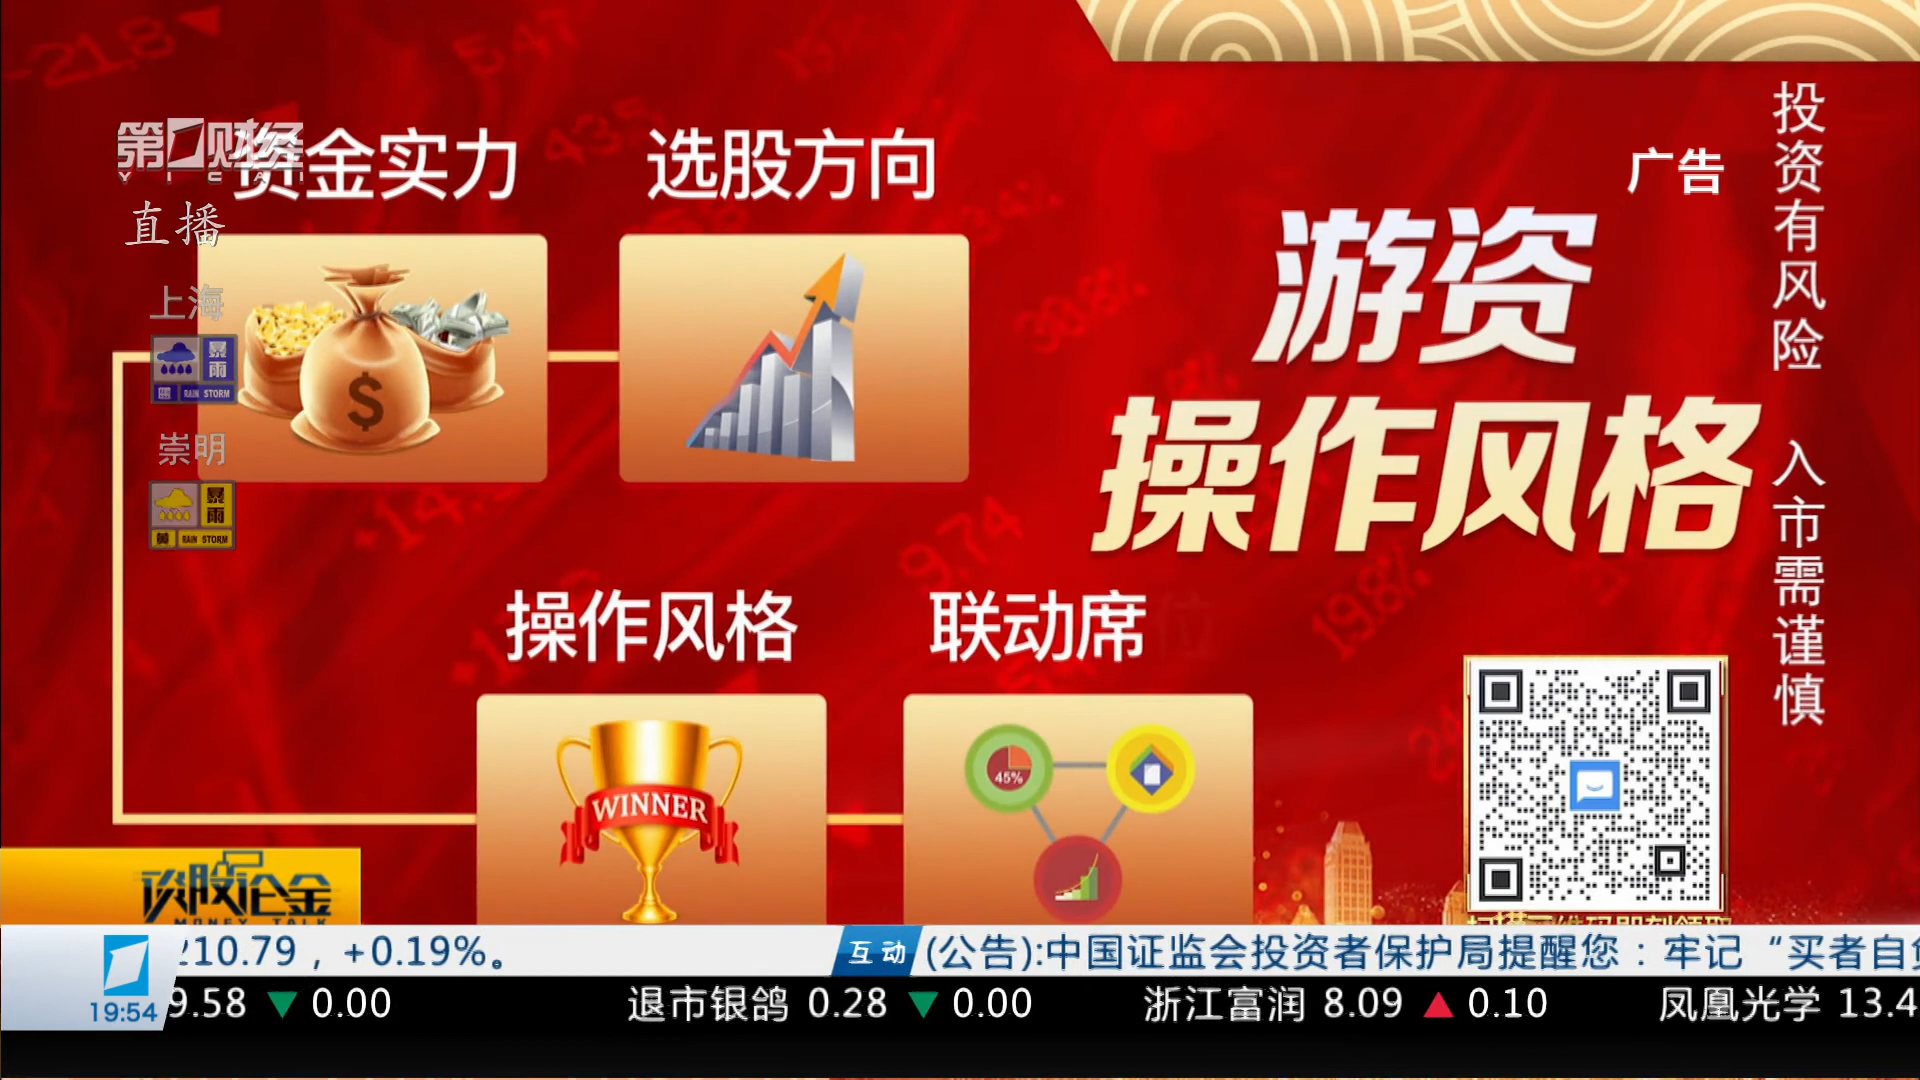 第一财经
YICAI
直播
上海
暴雨
蓝 RAIN STORM
崇明
暴雨
黄 RAIN STORM
资金实力
选股方向
操作风格
联动席位
$
WINNER
45%
广告
游资
操作风格
投资有风险 入市需谨慎
谈股论金
MONEY TALK
210.79，+0.19%。
互动
(公告):中国证监会投资者保护局提醒您：牢记“买者自负
19:54
9.58 ▼ 0.00 退市银鸽 0.28 ▼ 0.00 浙江富润 8.09 ▲ 0.10 凤凰光学 13.4